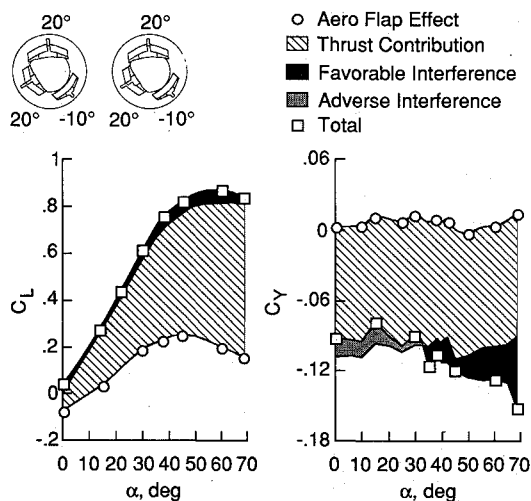 20° 20°
20° -10° 20° -10°
Aero Flap Effect
Thrust Contribution
Favorable Interference
Adverse Interference
Total
1
.8
.6
.4
.2
0
-.2
C_L
0 10 20 30 40 50 60 70
α, deg
.06
0
-.06
-.12
-.18
C_Y
0 10 20 30 40 50 60 70
α, deg